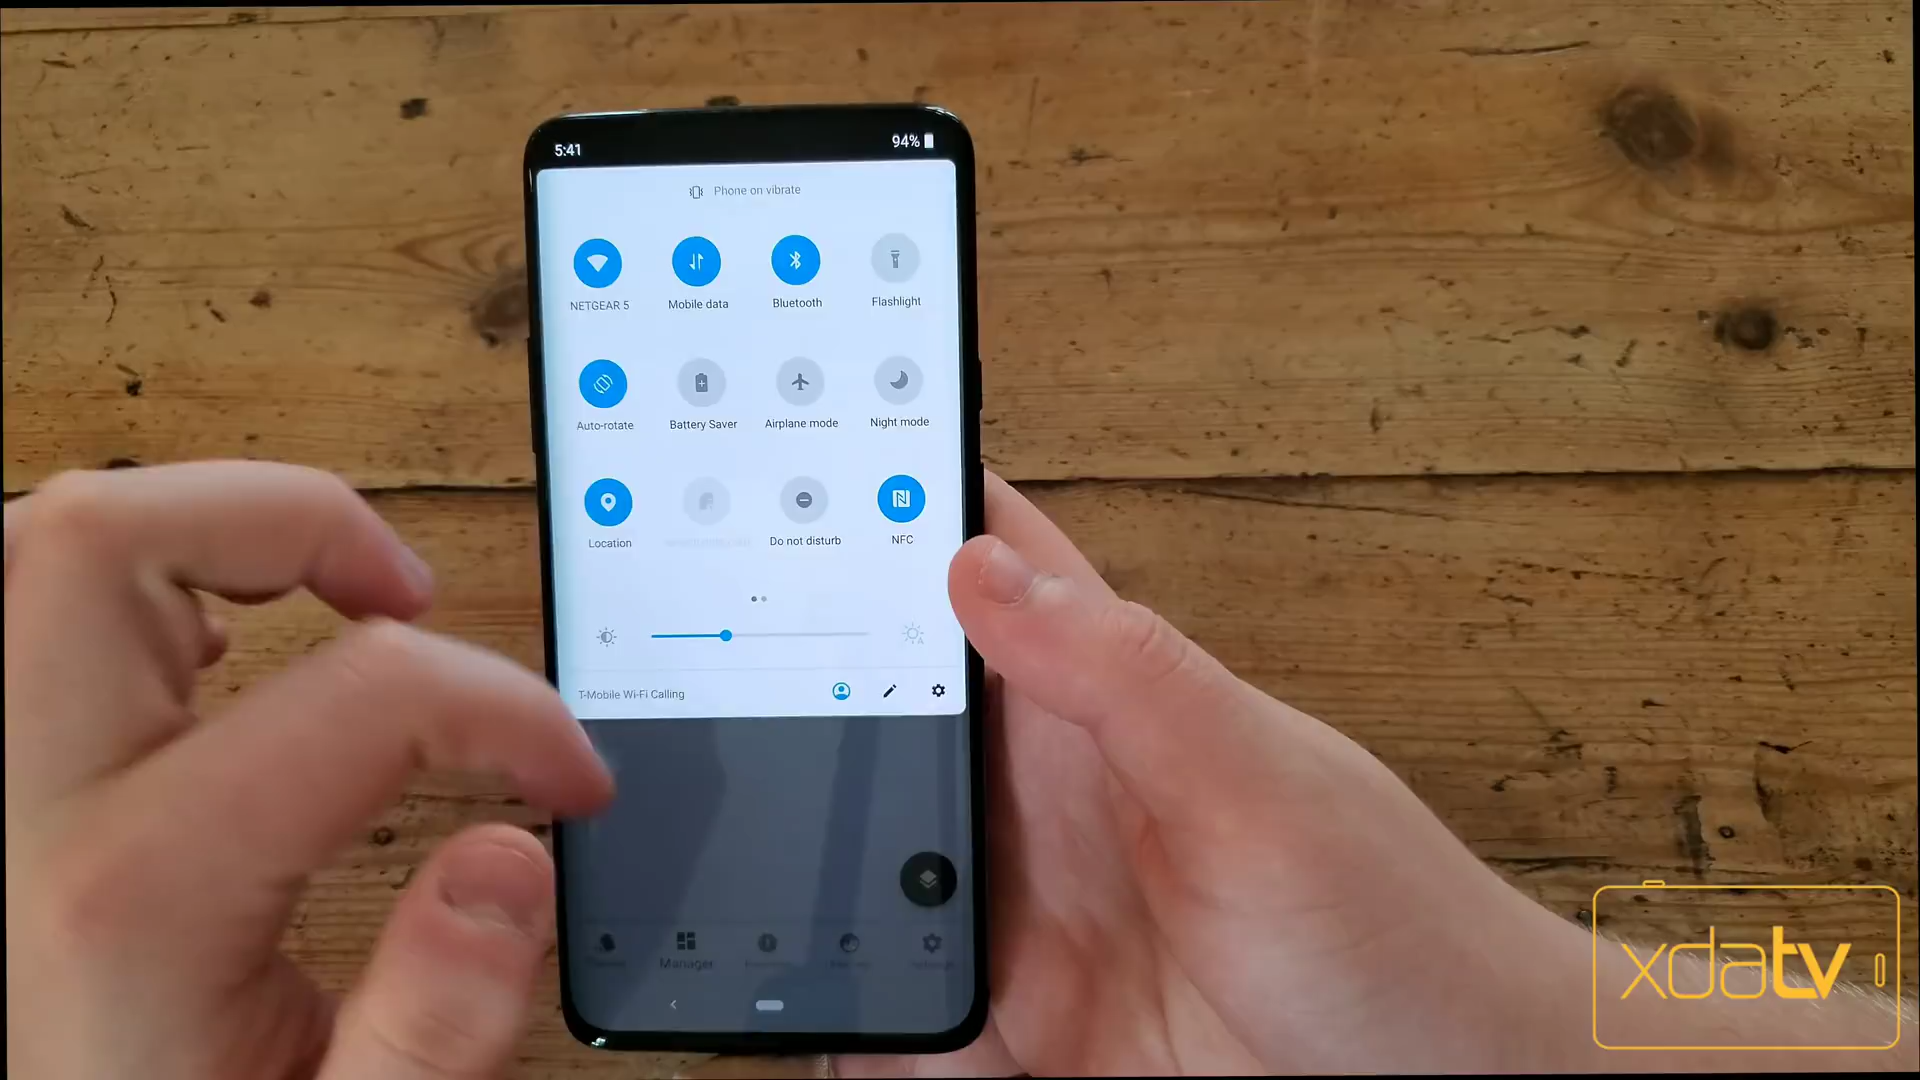 5:41
94%
Phone on vibrate
NETGEAR 5
Mobile data
Bluetooth
Flashlight
Auto-rotate
Battery Saver
Airplane mode
Night mode
Location
Do not disturb
NFC
T-Mobile Wi-Fi Calling
Manager
xdatv